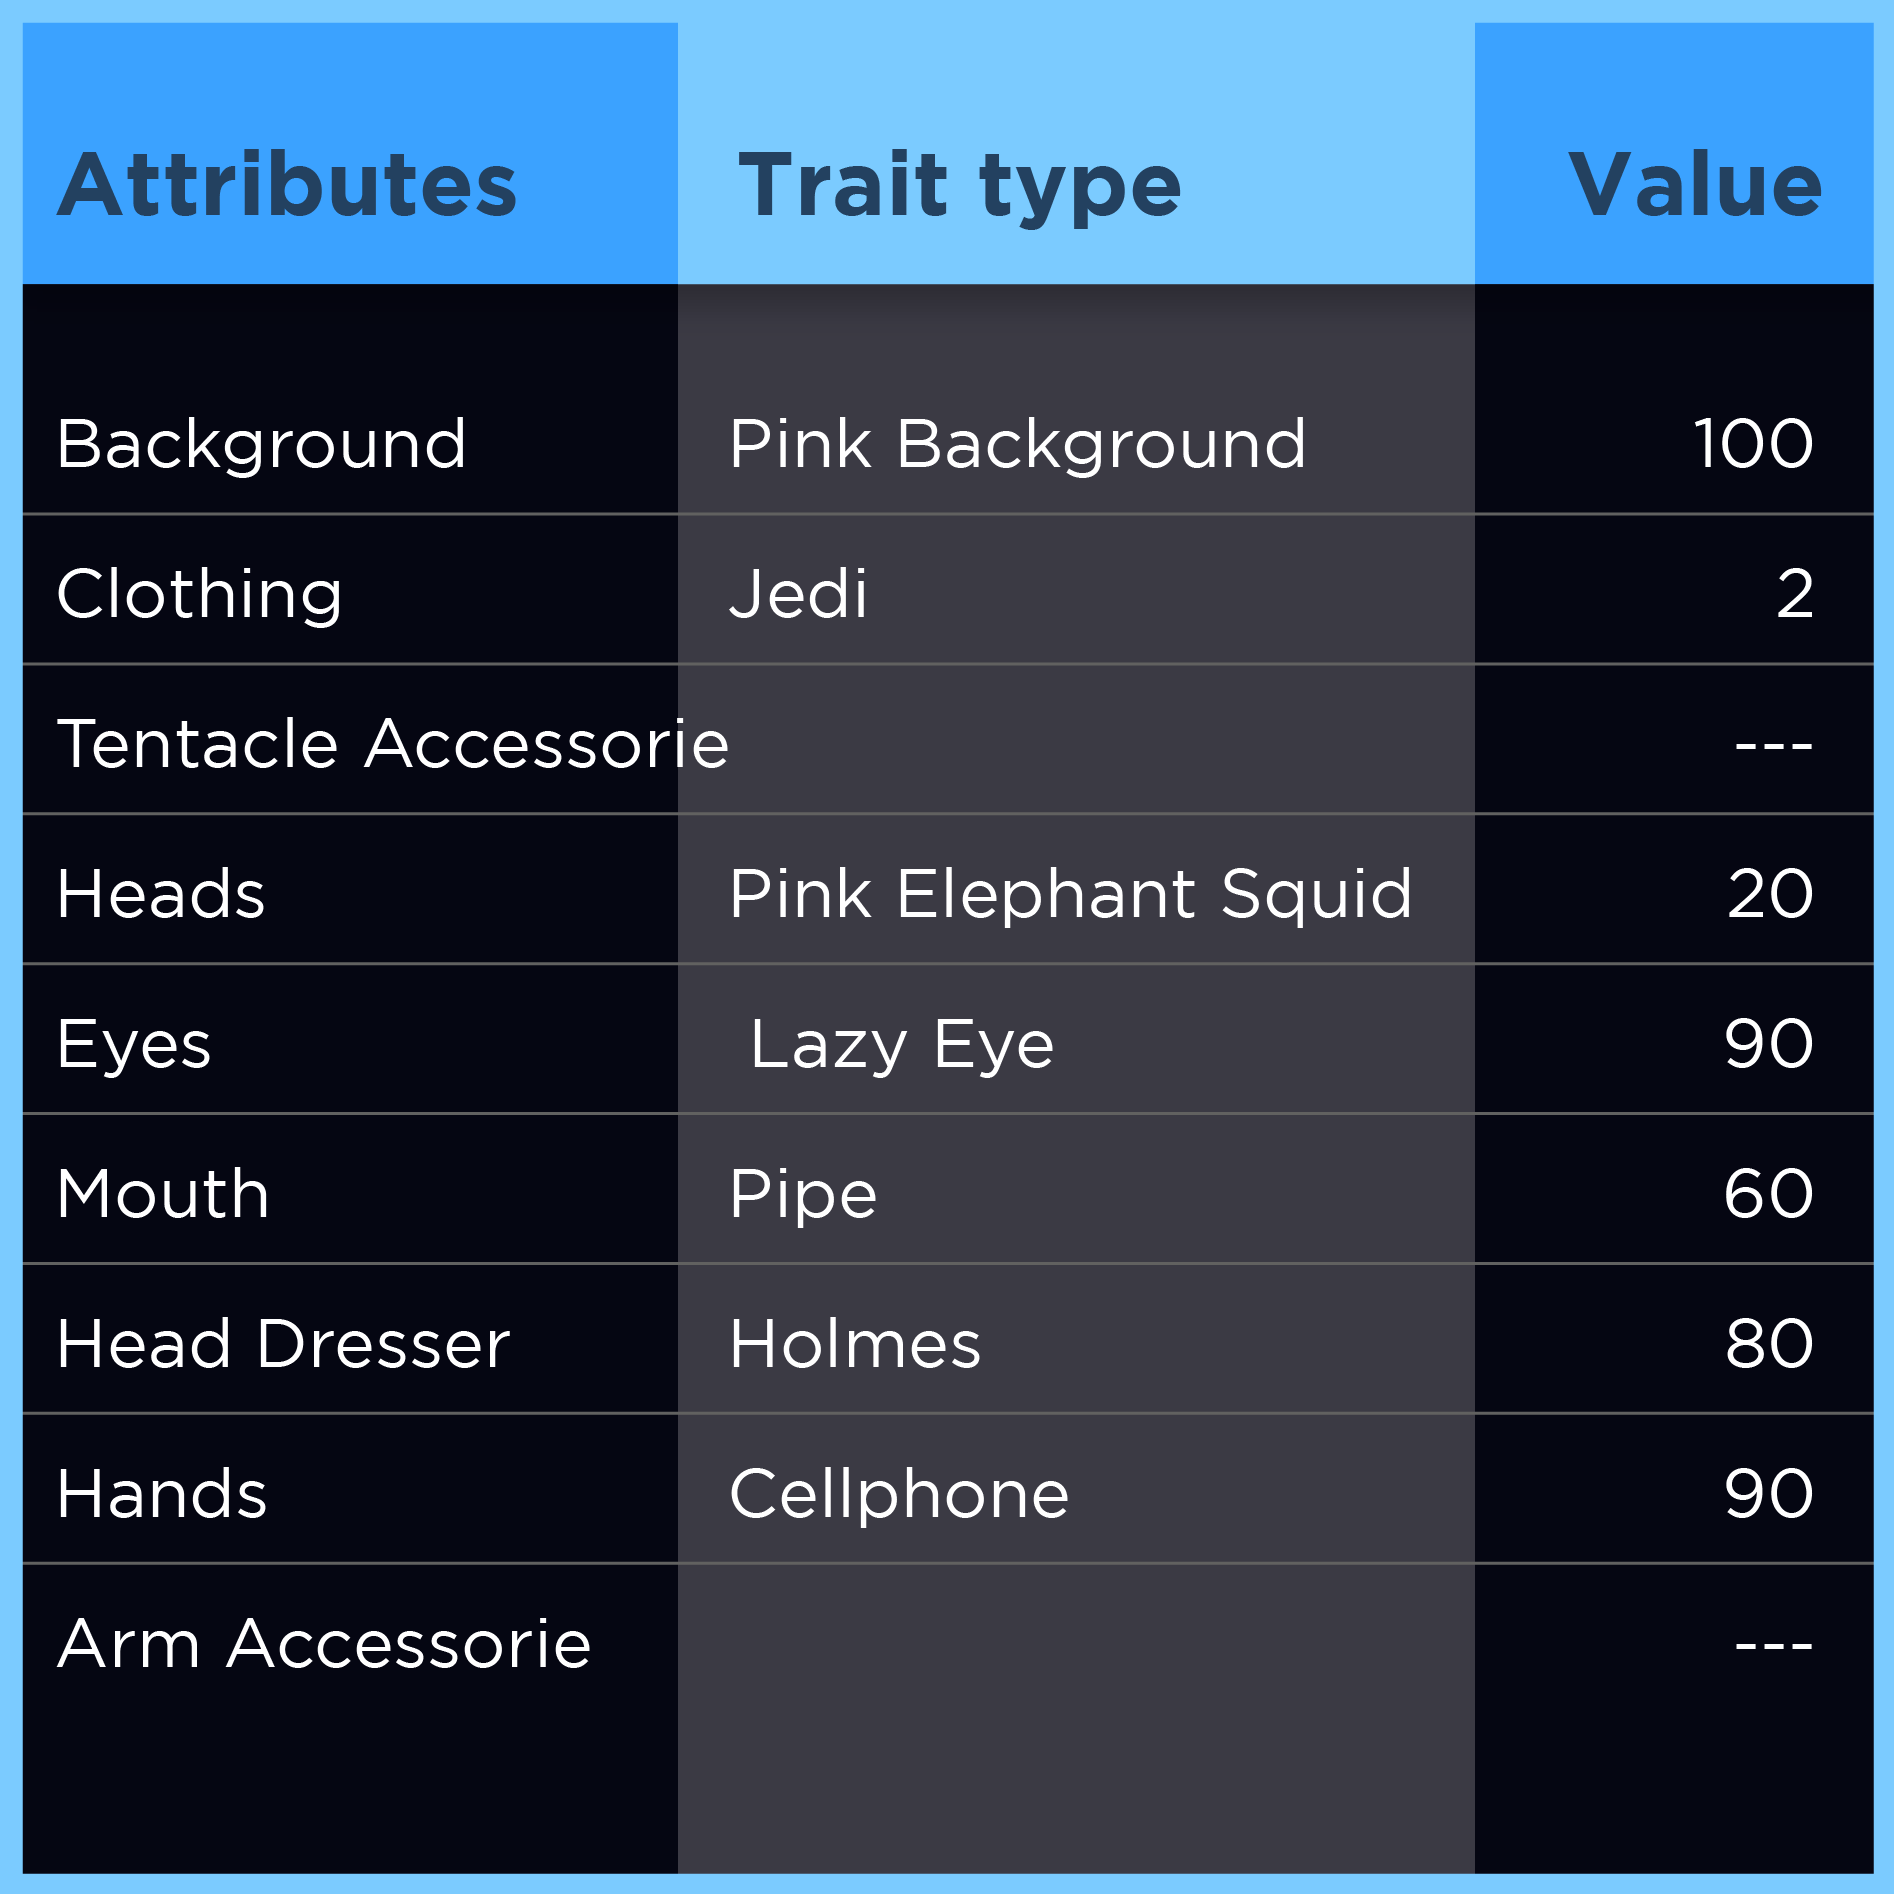 Attributes Trait type Value
Background Pink Background 100
Clothing Jedi 2
Tentacle Accessorie ---
Heads Pink Elephant Squid 20
Eyes Lazy Eye 90
Mouth Pipe 60
Head Dresser Holmes 80
Hands Cellphone 90
Arm Accessorie ---